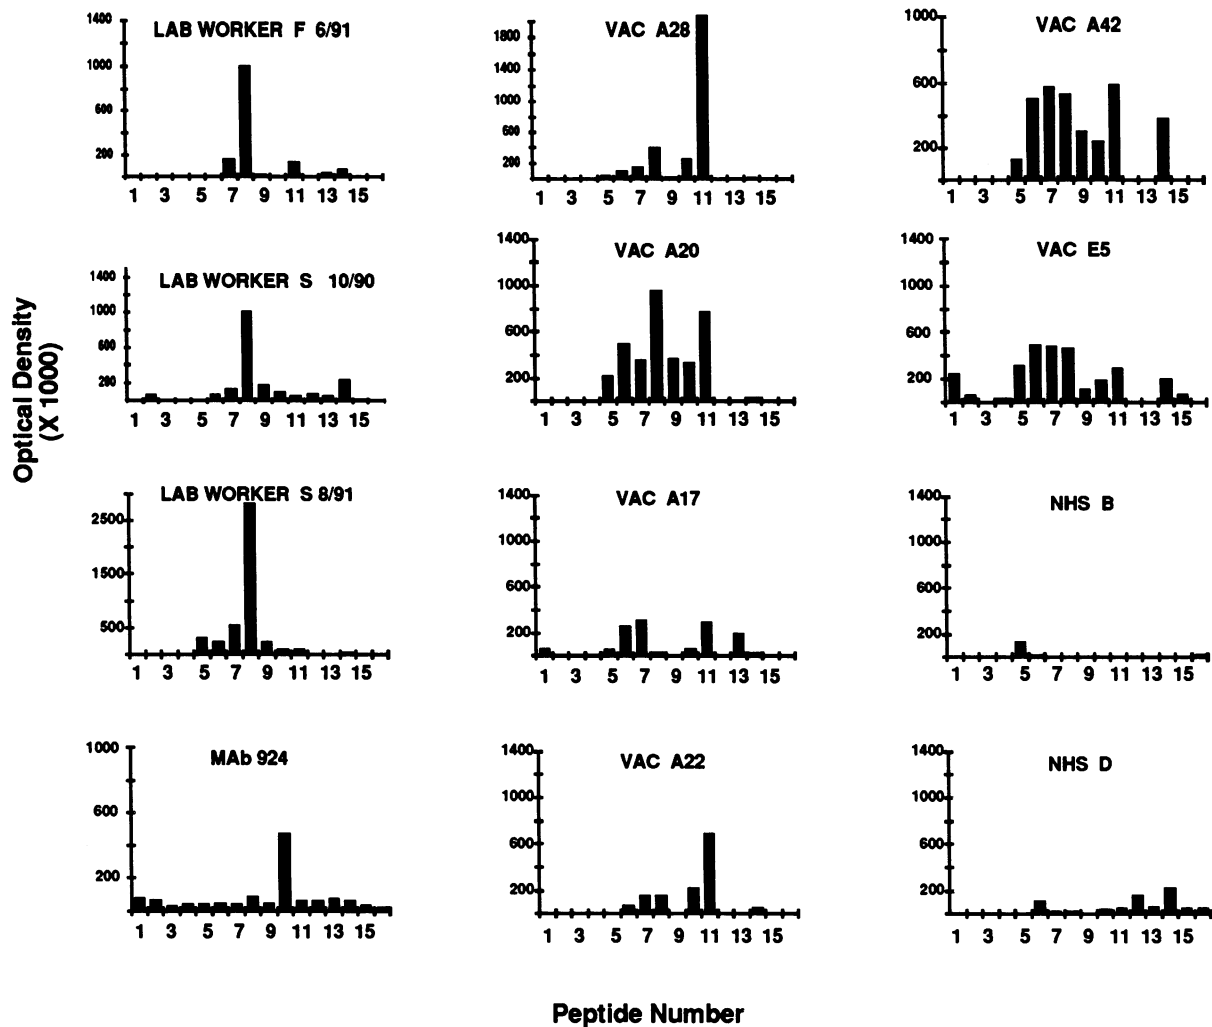 Optical Density
(X 1000)
LAB WORKER F 6/91
1400
1000
600
200
1 3 5 7 9 11 13 15
VAC A28
1800
1400
1000
600
200
1 3 5 7 9 11 13 15
VAC A42
1000
600
200
1 3 5 7 9 11 13 15
LAB WORKER S 10/90
1400
1000
600
200
1 3 5 7 9 11 13 15
VAC A20
1400
1000
600
200
1 3 5 7 9 11 13 15
VAC E5
1400
1000
600
200
1 3 5 7 9 11 13 15
LAB WORKER S 8/91
2500
1500
500
1 3 5 7 9 11 13 15
VAC A17
1400
1000
600
200
1 3 5 7 9 11 13 15
NHS B
1400
1000
600
200
1 3 5 7 9 11 13 15
MAb 924
1000
600
200
1 3 5 7 9 11 13 15
VAC A22
1400
1000
600
200
1 3 5 7 9 11 13 15
NHS D
1400
1000
600
200
1 3 5 7 9 11 13 15
Peptide Number